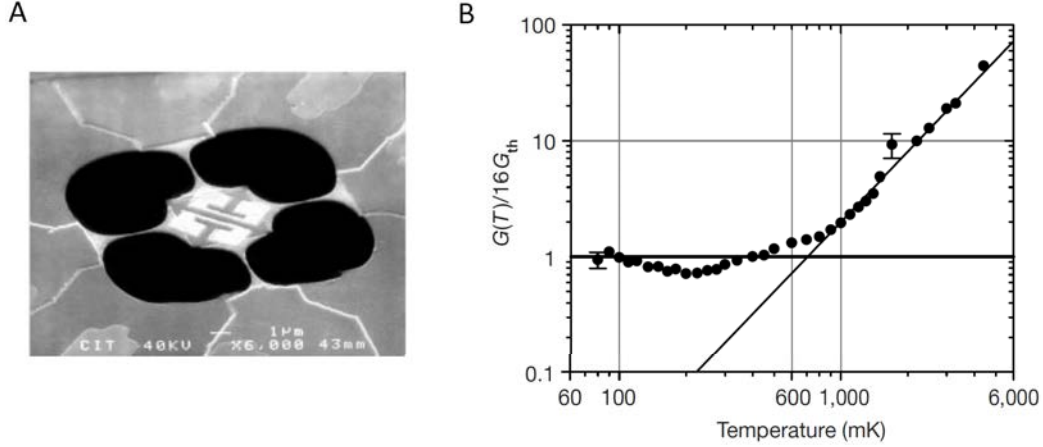 A
B
CIT 40KV X6,000 43mm
1μm
100
10
1
0.1
G(T)/16G_th
60 100 600 1,000 6,000
Temperature (mK)